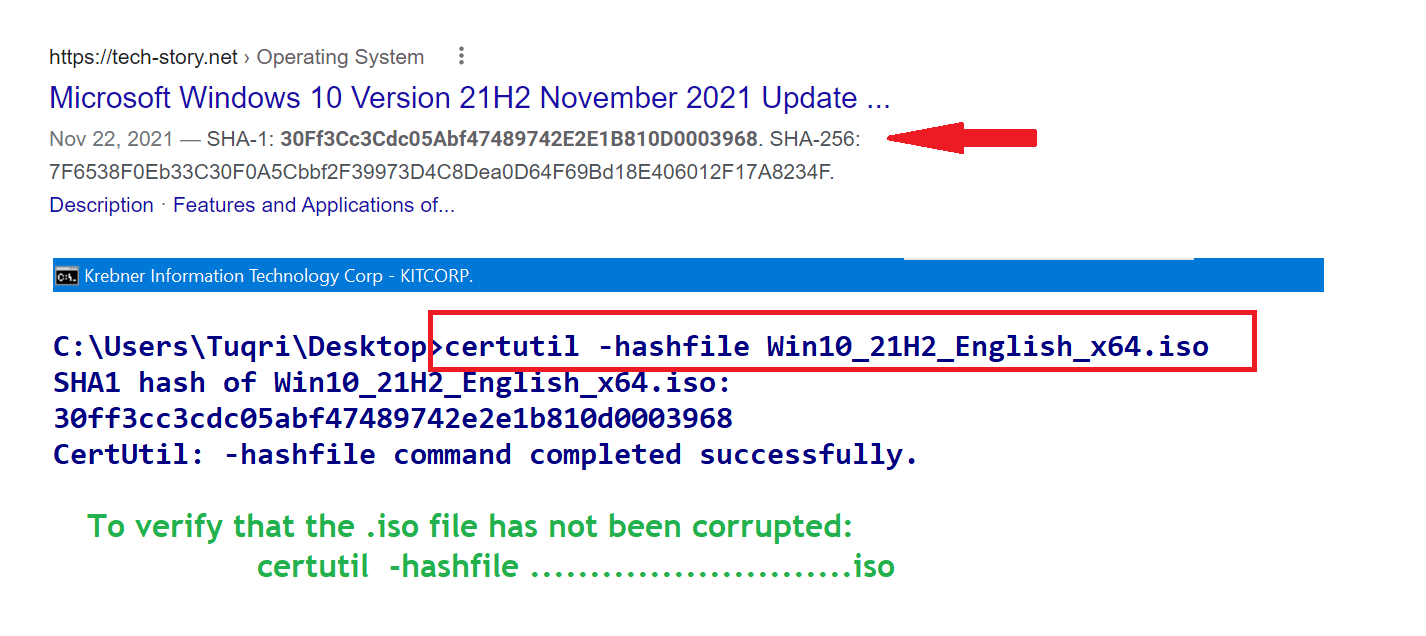 https://tech-story.net › Operating System
Microsoft Windows 10 Version 21H2 November 2021 Update ...
Nov 22, 2021 — SHA-1: 30Ff3Cc3Cdc05Abf47489742E2E1B810D0003968. SHA-256:
7F6538F0Eb33C30F0A5Cbbf2F39973D4C8Dea0D64F69Bd18E406012F17A8234F.
Description · Features and Applications of...
C:\. Krebner Information Technology Corp - KITCORP.
C:\Users\Tuqri\Desktop>certutil -hashfile Win10_21H2_English_x64.iso
SHA1 hash of Win10_21H2_English_x64.iso:
30ff3cc3cdc05abf47489742e2e1b810d0003968
CertUtil: -hashfile command completed successfully.
To verify that the .iso file has not been corrupted:
certutil -hashfile ...........................iso